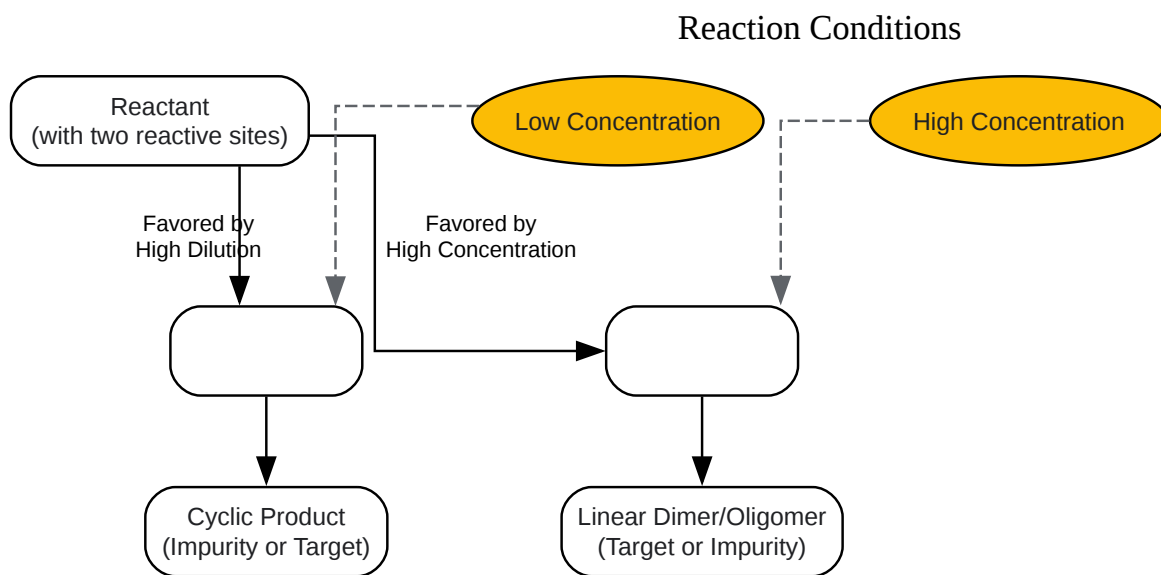 Reaction Conditions
Reactant
(with two reactive sites)
Low Concentration
High Concentration
Favored by
High Dilution
Favored by
High Concentration
Cyclic Product
(Impurity or Target)
Linear Dimer/Oligomer
(Target or Impurity)